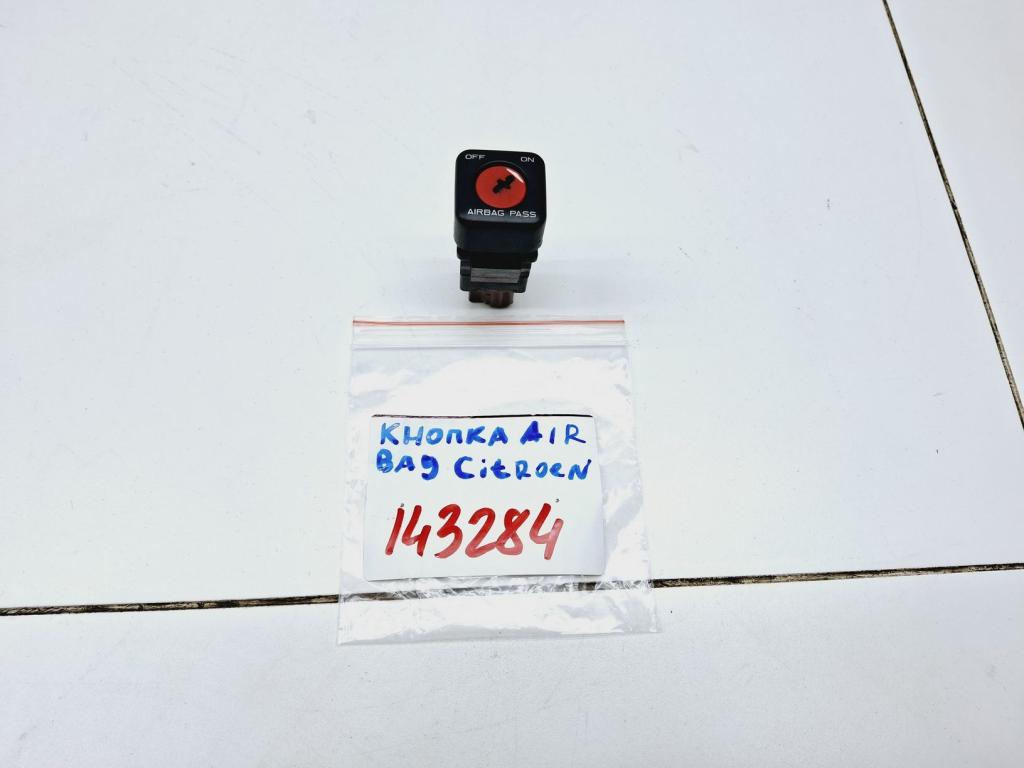 OFF ON
AIRBAG PASS
КНОПКА AIR
BAg CitROeN
143284